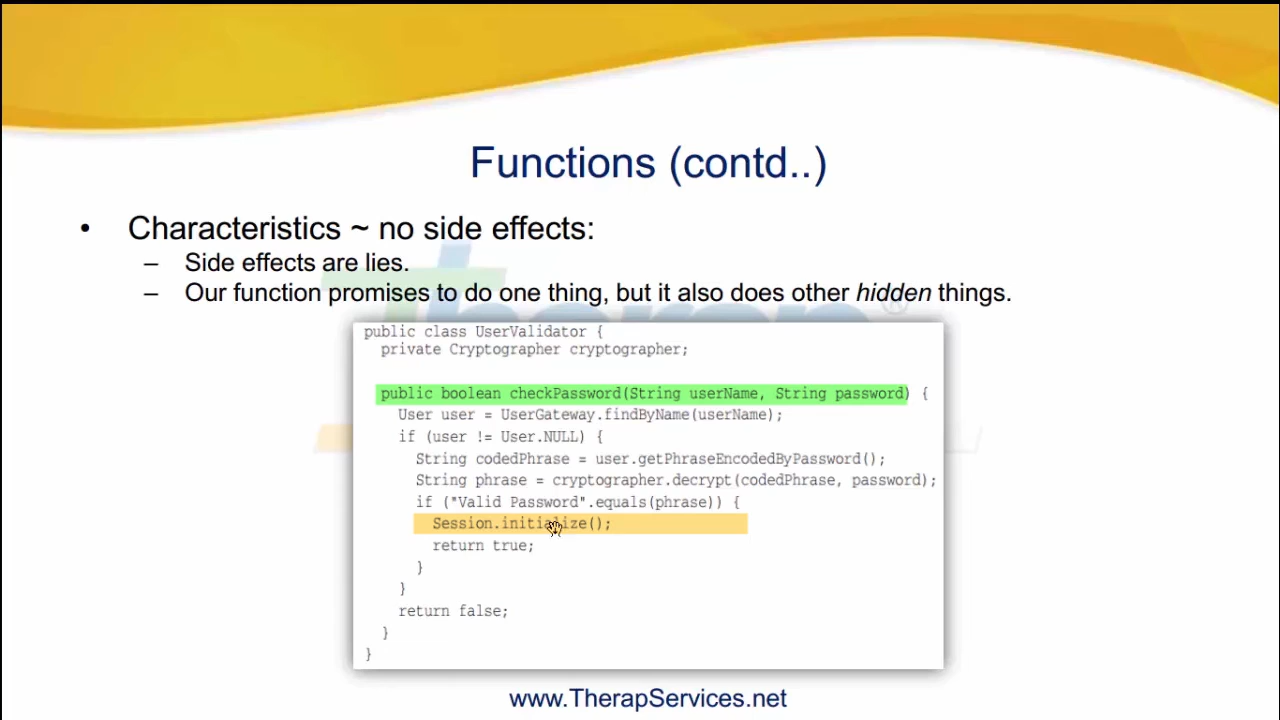 Functions (contd..)
• Characteristics ~ no side effects:
– Side effects are lies.
– Our function promises to do one thing, but it also does other hidden things.
public class UserValidator {
private Cryptographer cryptographer;
public boolean checkPassword(String userName, String password) {
User user = UserGateway.findByName(userName);
if (user != User.NULL) {
String codedPhrase = user.getPhraseEncodedByPassword();
String phrase = cryptographer.decrypt(codedPhrase, password);
if ("Valid Password".equals(phrase)) {
Session.initialize();
return true;
}
}
return false;
}
}
www.TherapServices.net